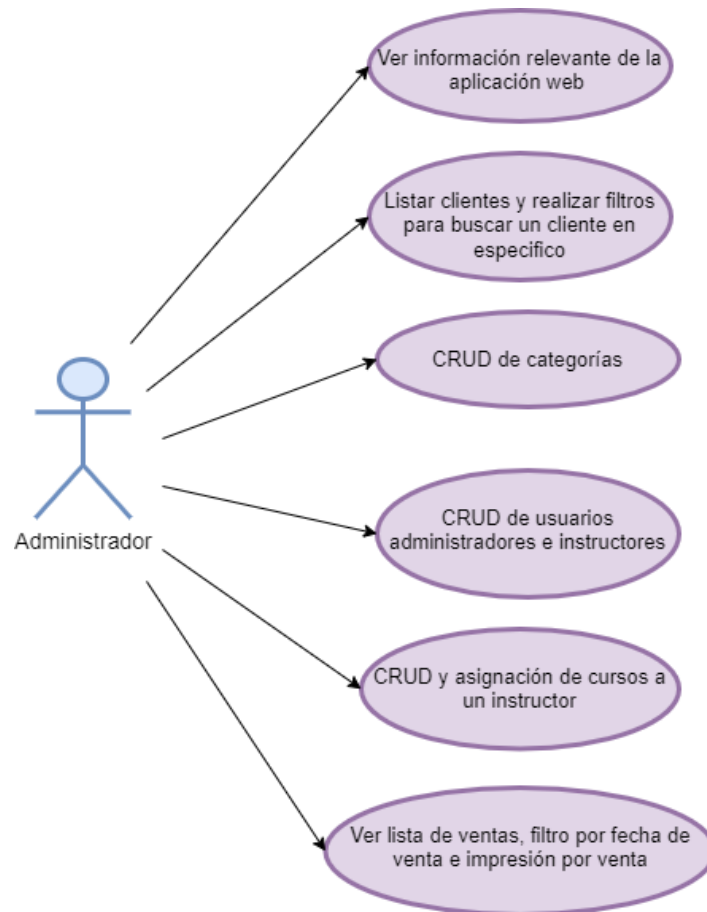 Ver información relevante de la
aplicación web
Listar clientes y realizar filtros
para buscar un cliente en
especifico
CRUD de categorías
CRUD de usuarios
administradores e instructores
Administrador
CRUD y asignación de cursos a
un instructor
Ver lista de ventas, filtro por fecha de
venta e impresión por venta